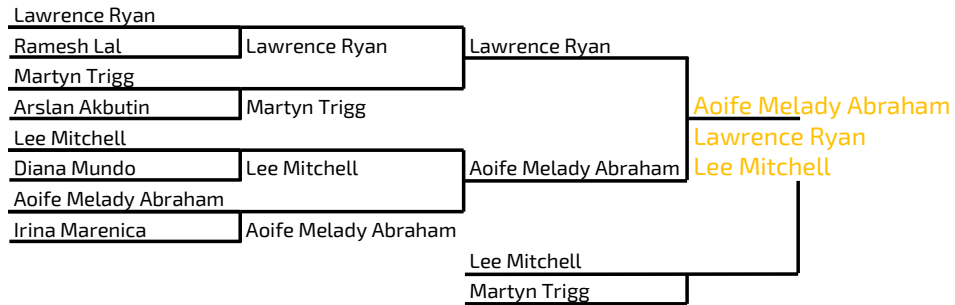 Lawrence Ryan
Ramesh Lal
Martyn Trigg
Arslan Akbutin
Lee Mitchell
Diana Mundo
Aoife Melady Abraham
Irina Marenica
Lawrence Ryan
Martyn Trigg
Lee Mitchell
Aoife Melady Abraham
Lawrence Ryan
Aoife Melady Abraham
Lee Mitchell
Martyn Trigg
Aoife Melady Abraham
Lawrence Ryan
Lee Mitchell